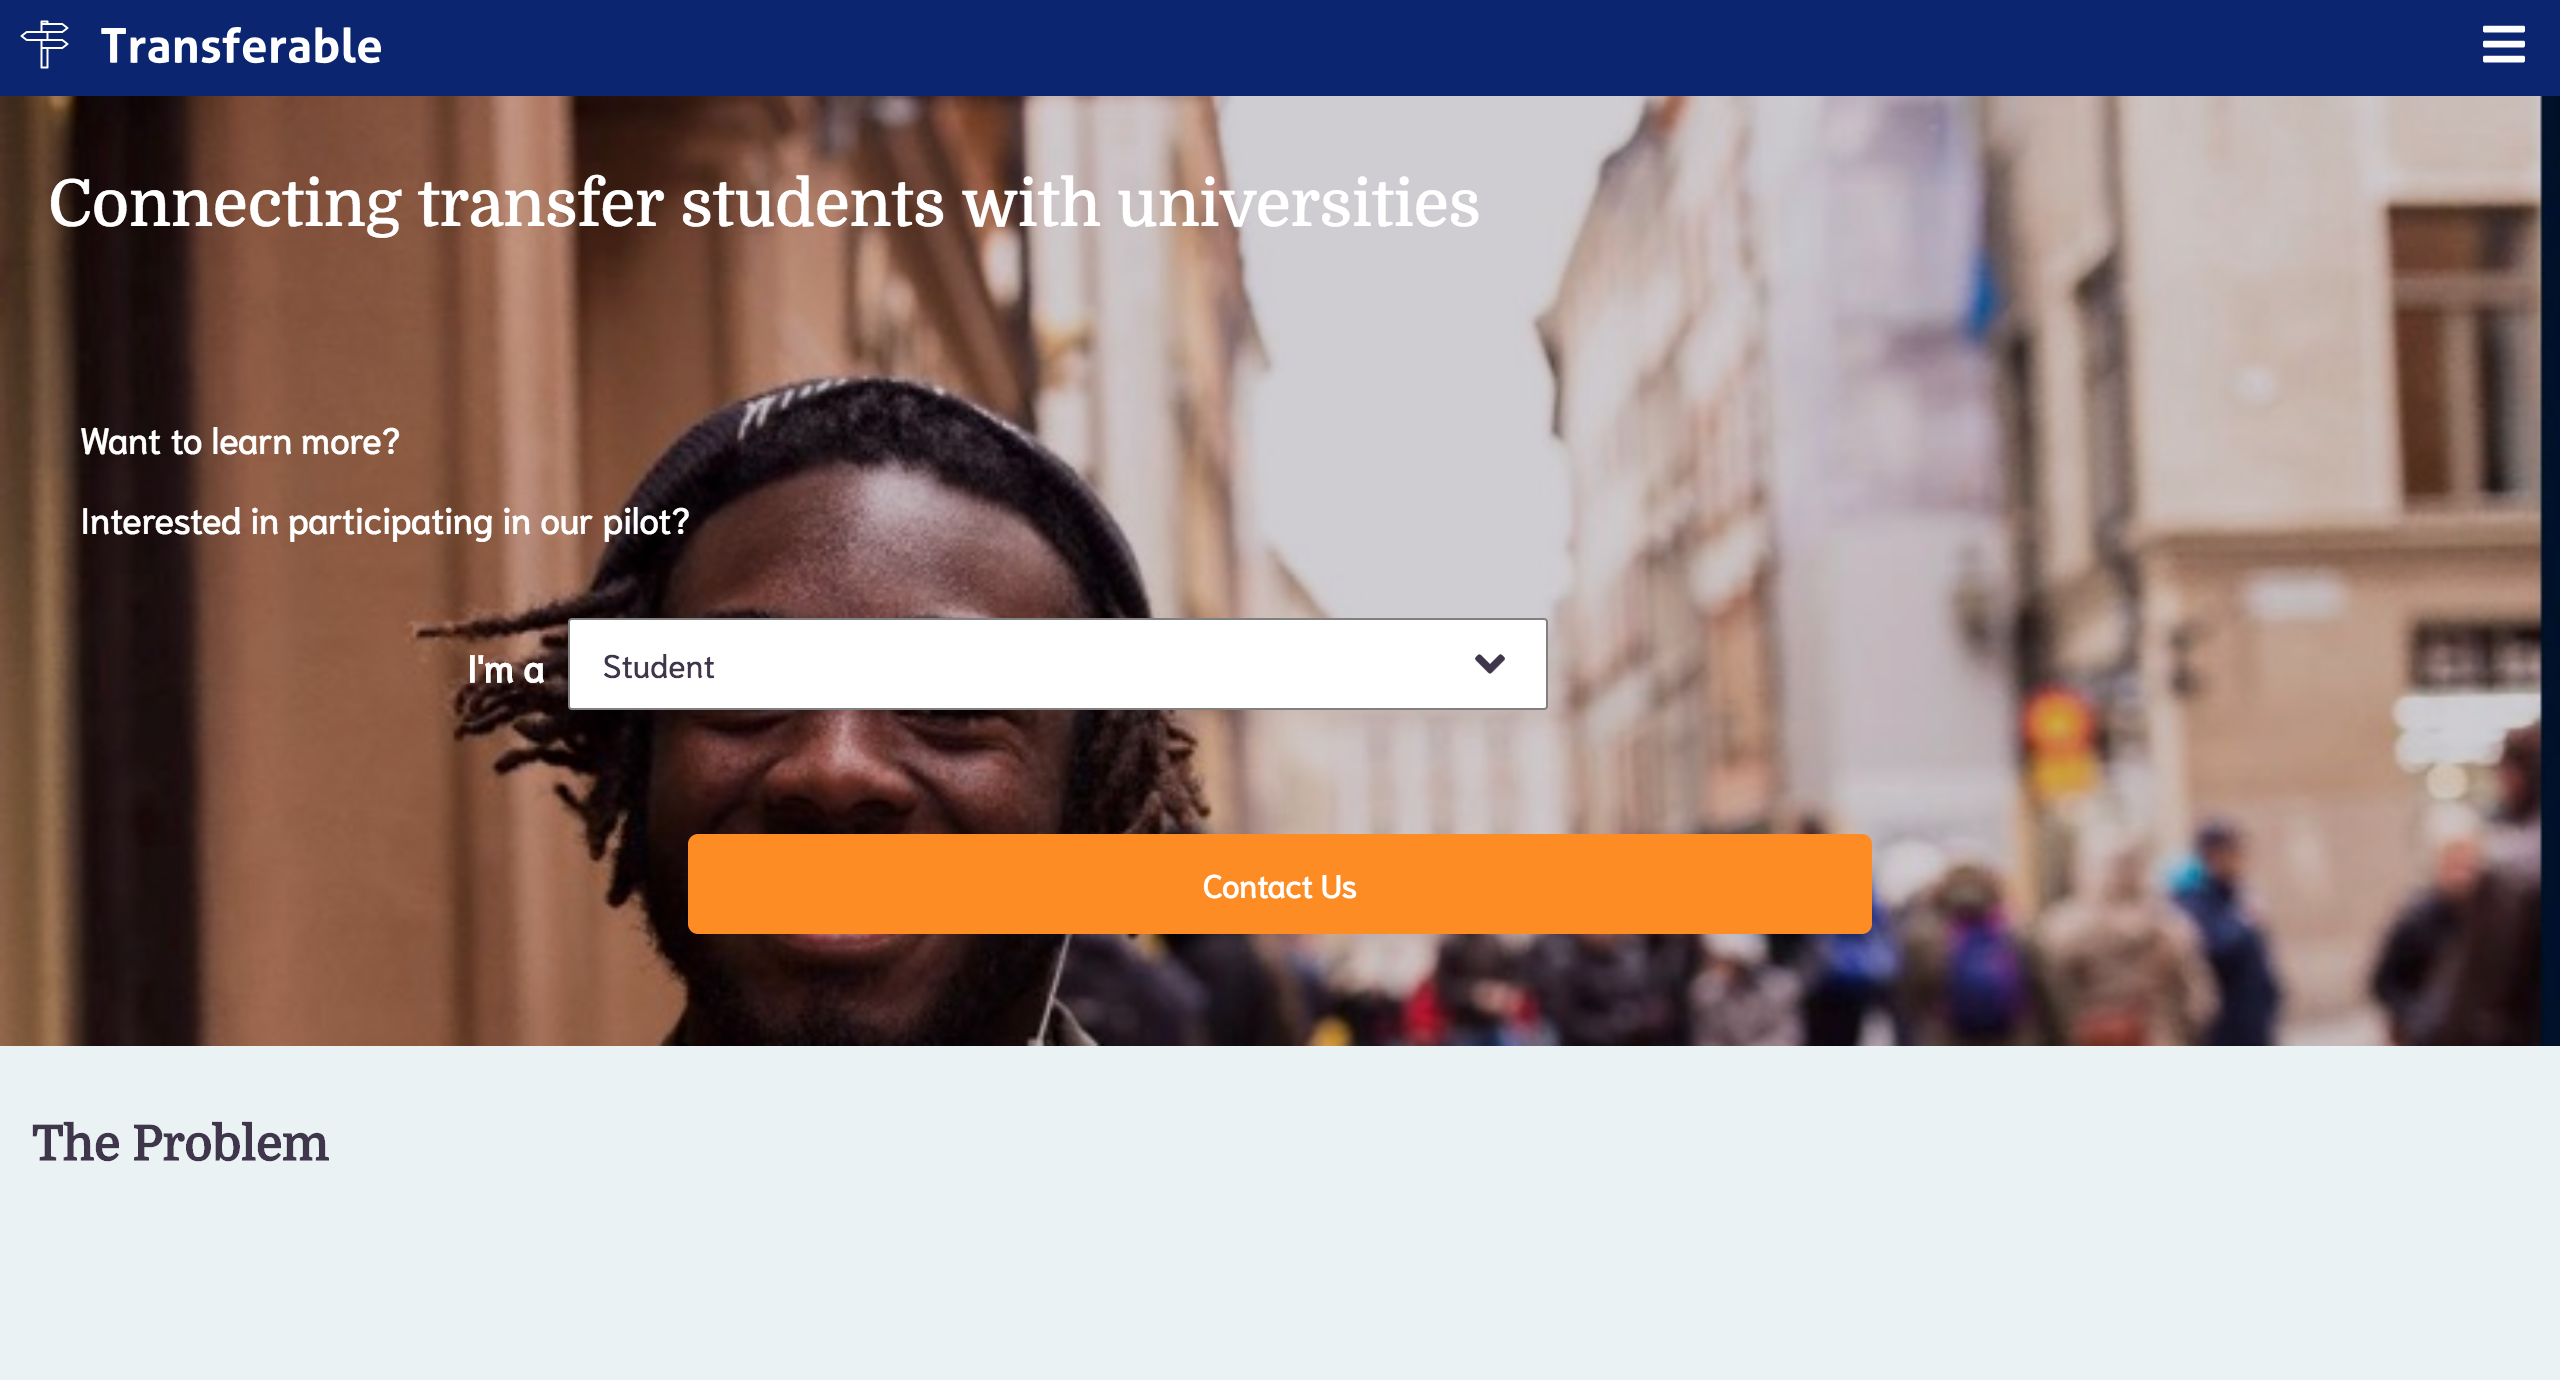 Transferable
Connecting transfer students with universities
Want to learn more?
Interested in participating in our pilot?
I'm a
Student
Contact Us
The Problem